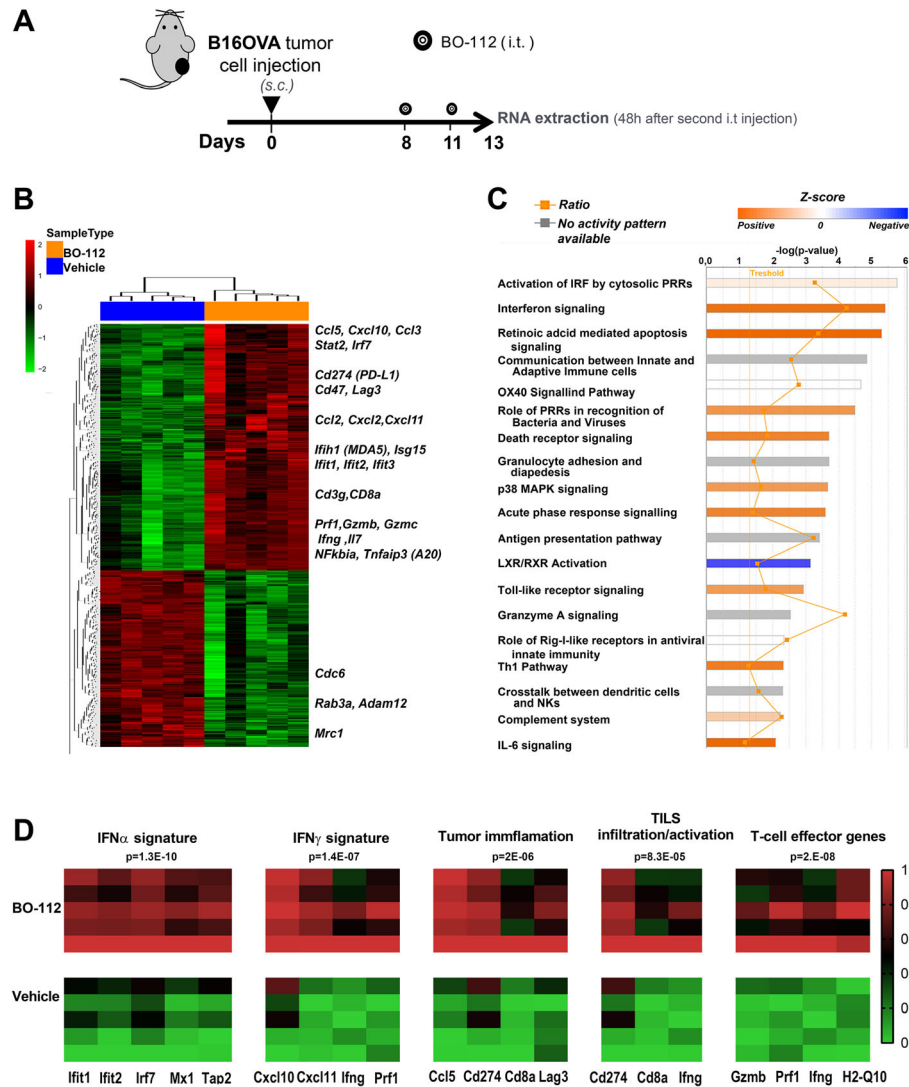 A
B16OVA tumor
cell injection
(s.c.)
BO-112 (i.t.)
RNA extraction (48h after second i.t injection)
Days 0 8 11 13
B
SampleType
BO-112
Vehicle
2
1
0
−1
−2
Ccl5, Cxcl10, Ccl3
Stat2, Irf7
Cd274 (PD-L1)
Cd47, Lag3
Ccl2, Cxcl2,Cxcl11
Ifih1 (MDA5), Isg15
Ifit1, Ifit2, Ifit3
Cd3g,CD8a
Prf1,Gzmb, Gzmc
Ifng ,Il7
NFkbia, Tnfaip3 (A20)
Cdc6
Rab3a, Adam12
Mrc1
C
Ratio
No activity pattern
available
Z-score
Positive 0 Negative
-log(p-value)
0,0 1 2 3 4 5 6
Treshold
Activation of IRF by cytosolic PRRs
Interferon signaling
Retinoic adcid mediated apoptosis
signaling
Communication between Innate and
Adaptive Immune cells
OX40 Signallind Pathway
Role of PRRs in recognition of
Bacteria and Viruses
Death receptor signaling
Granulocyte adhesion and
diapedesis
p38 MAPK signaling
Acute phase response signalling
Antigen presentation pathway
LXR/RXR Activation
Toll-like receptor signaling
Granzyme A signaling
Role of Rig-I-like receptors in antiviral
innate immunity
Th1 Pathway
Crosstalk between dendritic cells
and NKs
Complement system
IL-6 signaling
D
IFNα signature
p=1.3E-10
IFNγ signature
p=1.4E-07
Tumor immflamation
p=2E-06
TILS
infiltration/activation
p=8.3E-05
T-cell effector genes
p=2.E-08
BO-112
Vehicle
1
0
0
0
0
0
Ifit1 Ifit2 Irf7 Mx1 Tap2
Cxcl10 Cxcl11 Ifng Prf1
Ccl5 Cd274 Cd8a Lag3
Cd274 Cd8a Ifng
Gzmb Prf1 Ifng H2-Q10